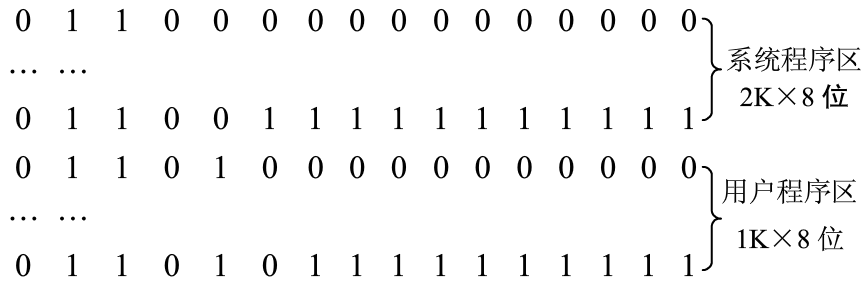 0 1 1 0 0 0 0 0 0 0 0 0 0 0 0 0
… …
0 1 1 0 0 1 1 1 1 1 1 1 1 1 1 1
系统程序区
2K×8 位
0 1 1 0 1 0 0 0 0 0 0 0 0 0 0 0
… …
0 1 1 0 1 0 1 1 1 1 1 1 1 1 1 1
用户程序区
1K×8 位